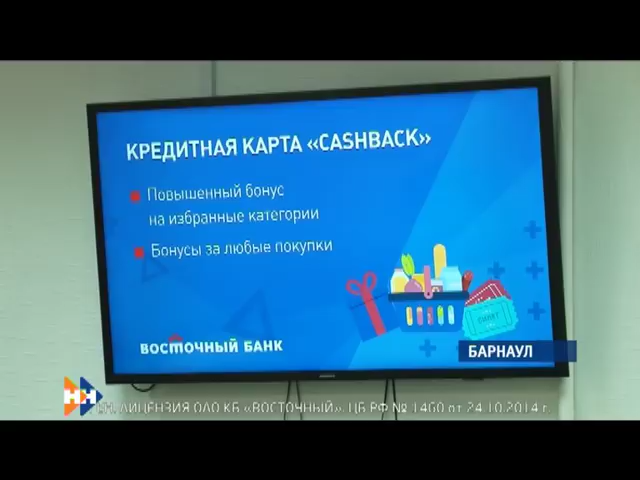 КРЕДИТНАЯ КАРТА «CASHBACK»
Повышенный бонус
на избранные категории
Бонусы за любые покупки
ВОСТОЧНЫЙ БАНК
БАРНАУЛ
НН
ЛИЦЕНЗИЯ ОАО КБ «ВОСТОЧНЫЙ». ЦБ РФ № 1460 от 24.10.2014 г.